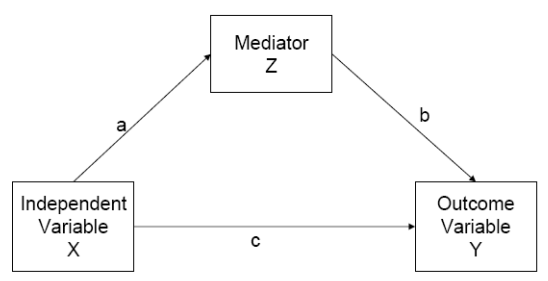 Mediator
Z
a
b
Independent
Variable
X
c
Outcome
Variable
Y